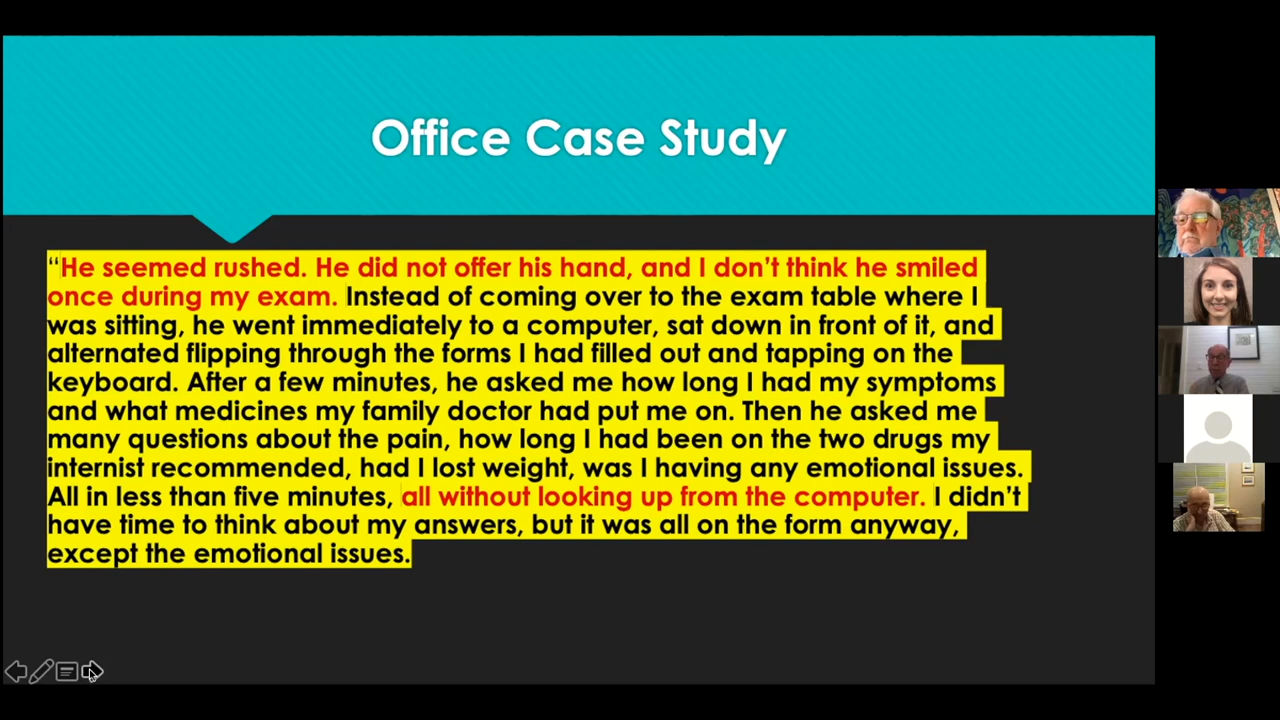 Office Case Study
“He seemed rushed. He did not offer his hand, and I don’t think he smiled
once during my exam. Instead of coming over to the exam table where I
was sitting, he went immediately to a computer, sat down in front of it, and
alternated flipping through the forms I had filled out and tapping on the
keyboard. After a few minutes, he asked me how long I had my symptoms
and what medicines my family doctor had put me on. Then he asked me
many questions about the pain, how long I had been on the two drugs my
internist recommended, had I lost weight, was I having any emotional issues.
All in less than five minutes, all without looking up from the computer. I didn’t
have time to think about my answers, but it was all on the form anyway,
except the emotional issues.